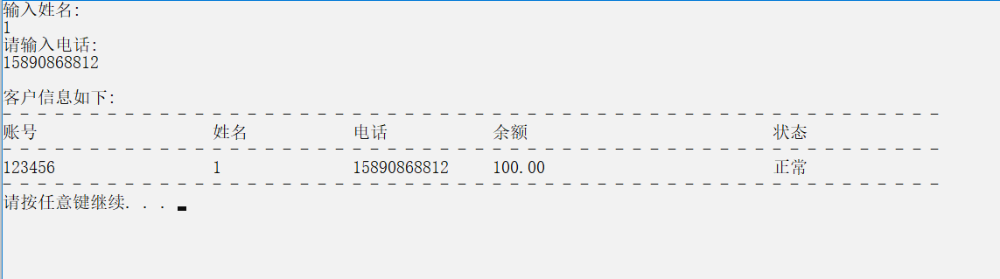 输入姓名:
1
请输入电话:
15890868812
客户信息如下:
- - - - - - - - - - - - - - - - - - - - - - - - - - - - - - - - - - - - - - - - - - - - - - - - - - - - - -
账号 姓名 电话 余额 状态
- - - - - - - - - - - - - - - - - - - - - - - - - - - - - - - - - - - - - - - - - - - - - - - - - - - - - -
123456 1 15890868812 100.00 正常
- - - - - - - - - - - - - - - - - - - - - - - - - - - - - - - - - - - - - - - - - - - - - - - - - - - - - -
请按任意键继续. . .